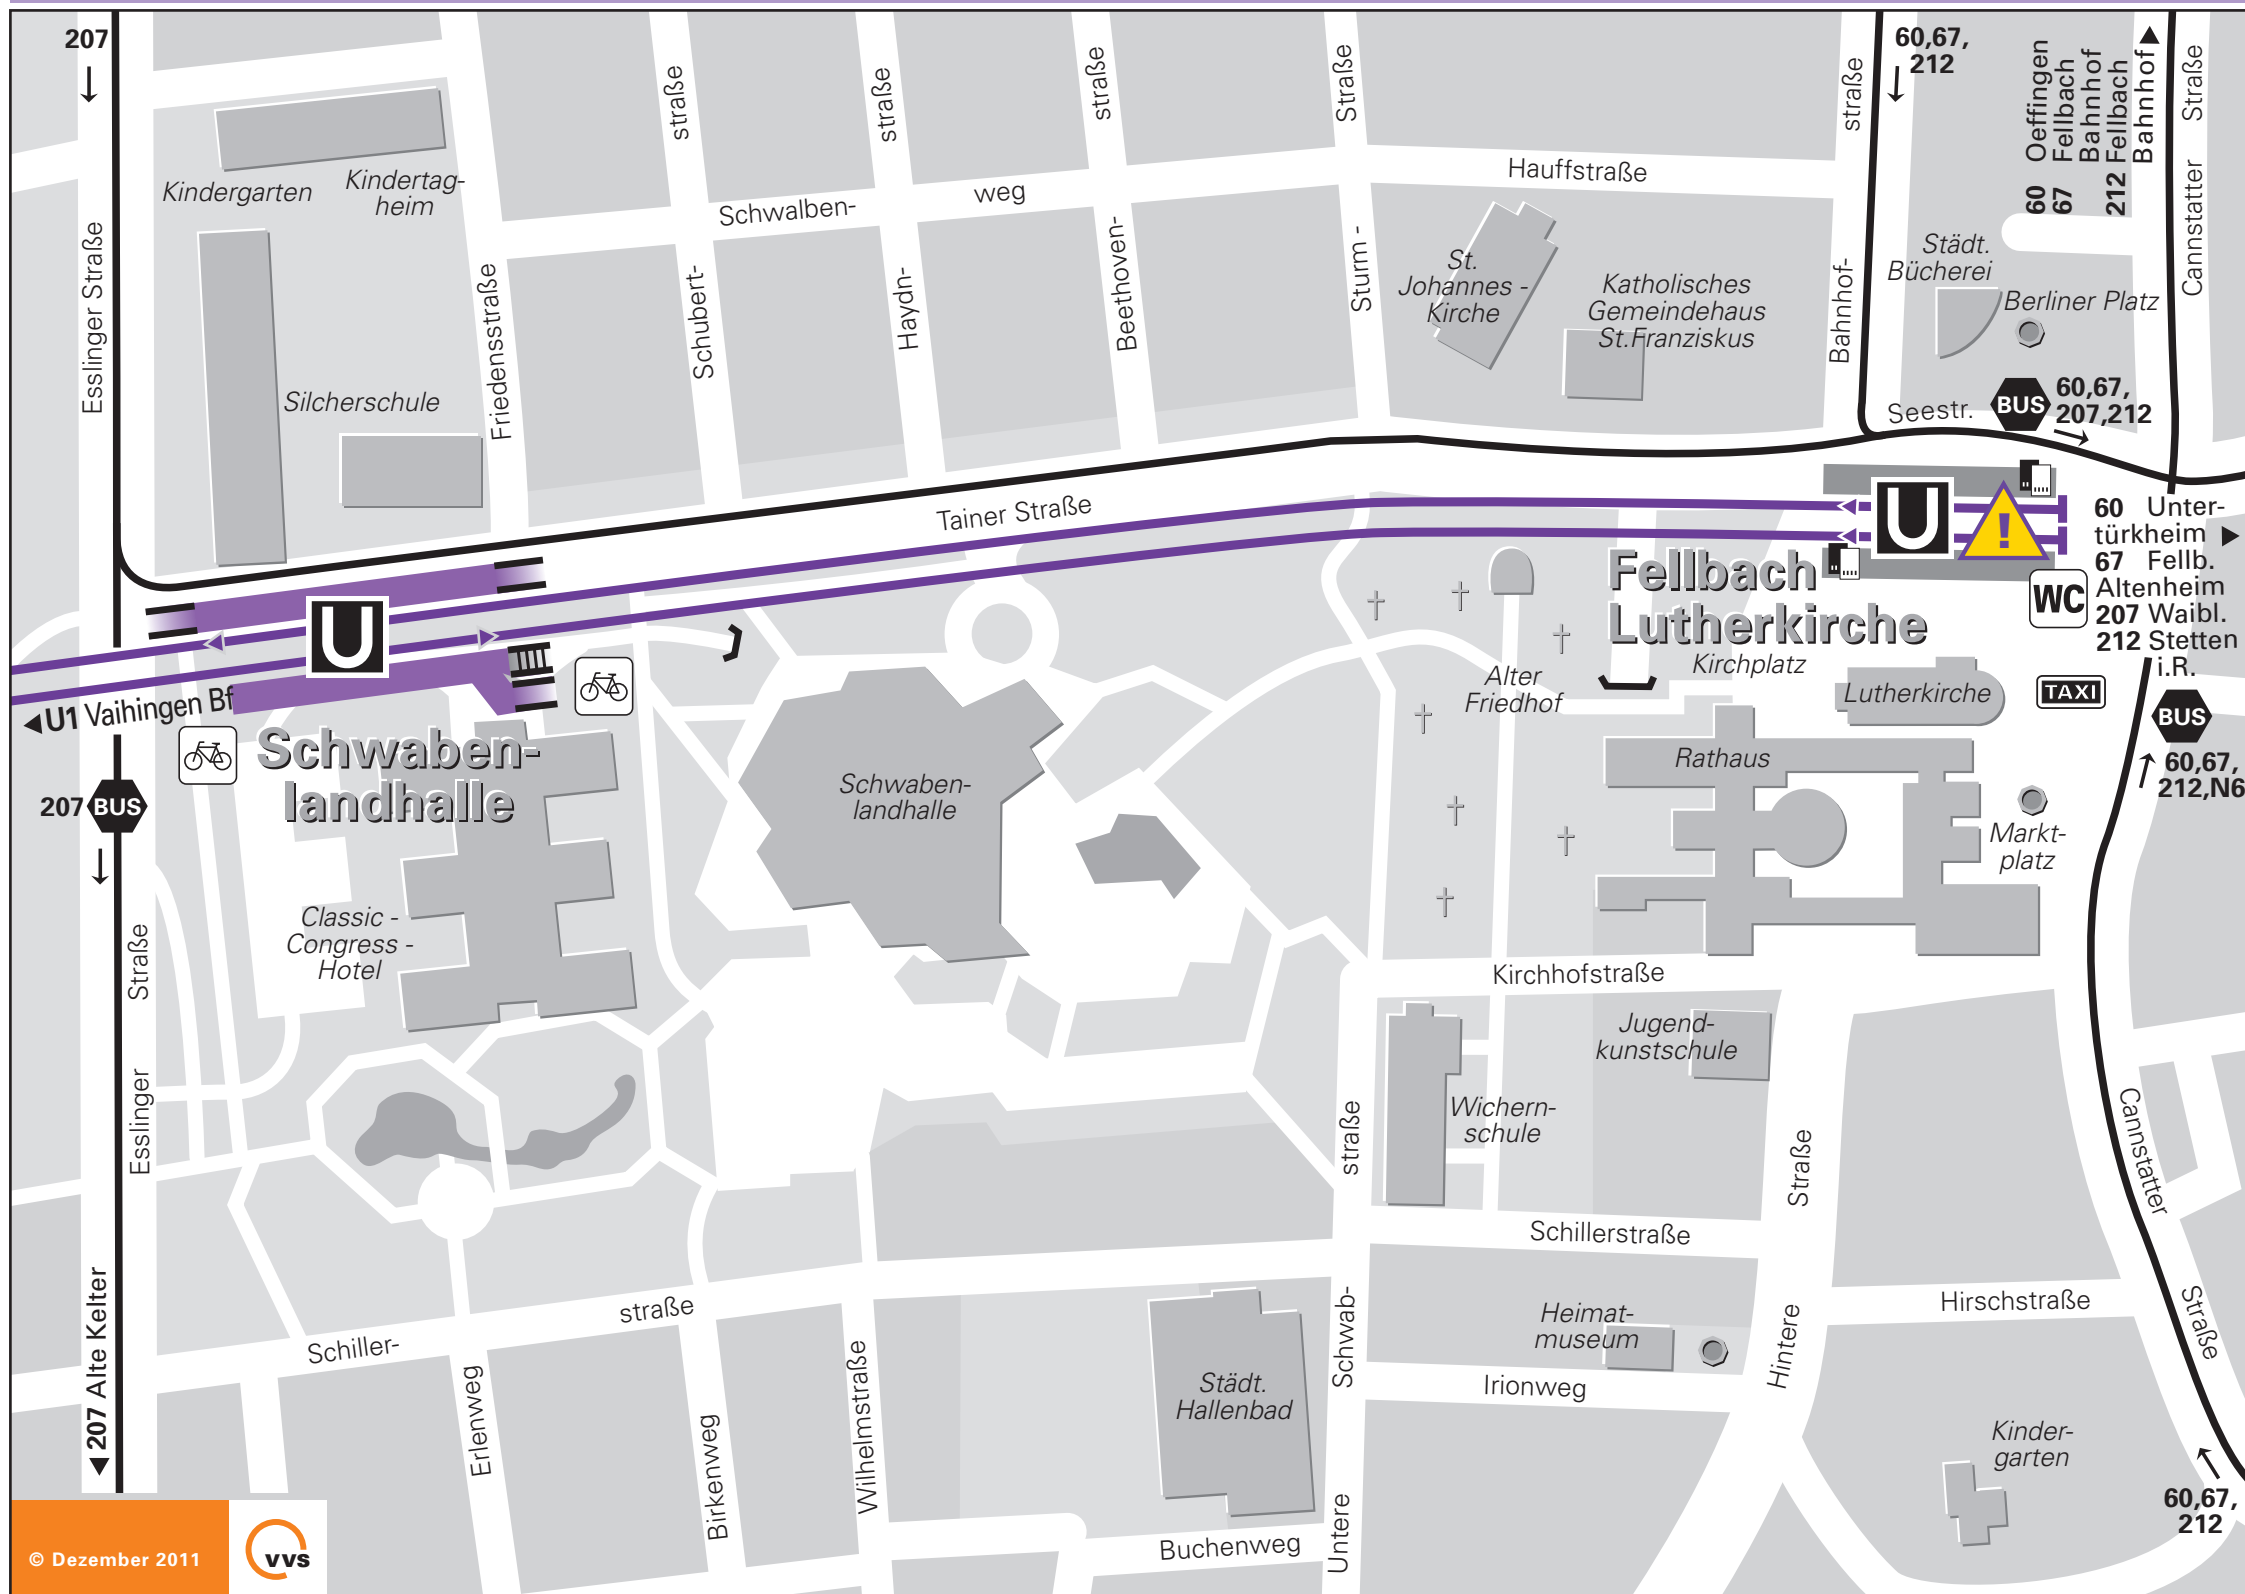 207
60,67,
212
60 Oeffingen
67 Fellbach
Bahnhof
212 Fellbach
Bahnhof
Cannstatter Straße
Kindergarten
Kindertag-
heim
Esslinger Straße
Friedensstraße
Schubert-
straße
Haydn-
straße
Beethoven-
straße
Sturm -
Straße
Bahnhof-
straße
Schwalben-
weg
Hauffstraße
St.
Johannes -
Kirche
Katholisches
Gemeindehaus
St.Franziskus
Städt.
Bücherei
Berliner Platz
Silcherschule
Seestr.
BUS
60,67,
207,212
Tainer Straße
U
!
60 Unter-
türkheim
67 Fellb.
Altenheim
207 Waibl.
212 Stetten
i.R.
WC
Fellbach
Lutherkirche
Kirchplatz
U
U1 Vaihingen Bf
Alter
Friedhof
Lutherkirche
TAXI
BUS
60,67,
212,N6
Schwaben-
landhalle
207 BUS
Schwaben-
landhalle
Rathaus
Markt-
platz
Classic -
Congress -
Hotel
Esslinger Straße
Kirchhofstraße
Jugend-
kunstschule
Wichern-
schule
Cannstatter Straße
Schillerstraße
Hintere Straße
Untere Schwab-
straße
Hirschstraße
Heimat-
museum
Irionweg
Schiller-
straße
207 Alte Kelter
Erlenweg
Birkenweg
Wilhelmstraße
Städt.
Hallenbad
Kinder-
garten
60,67,
212
Buchenweg
© Dezember 2011
vvs